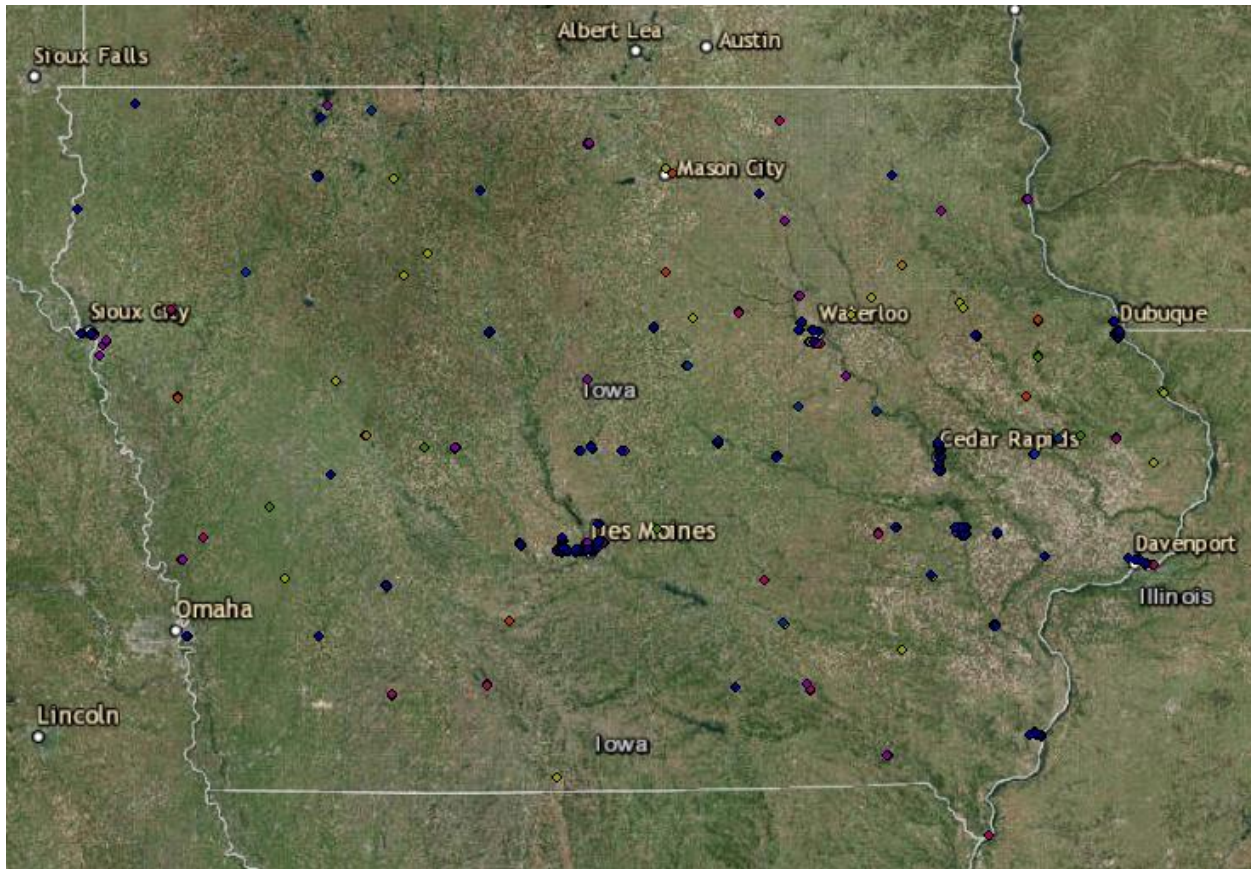 Albert Lea
Austin
Sioux Falls
Mason City
Sioux City
Waterloo
Dubuque
Iowa
Cedar Rapids
Des Moines
Davenport
Illinois
Omaha
Lincoln
Iowa